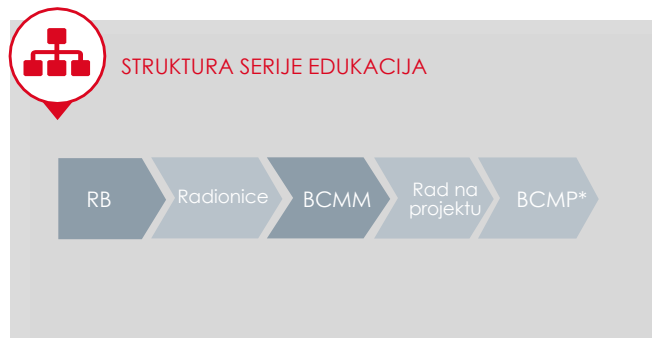 STRUKTURA SERIJE EDUKACIJA
RB
Radionice
BCMM
Rad na
projektu
BCMP*